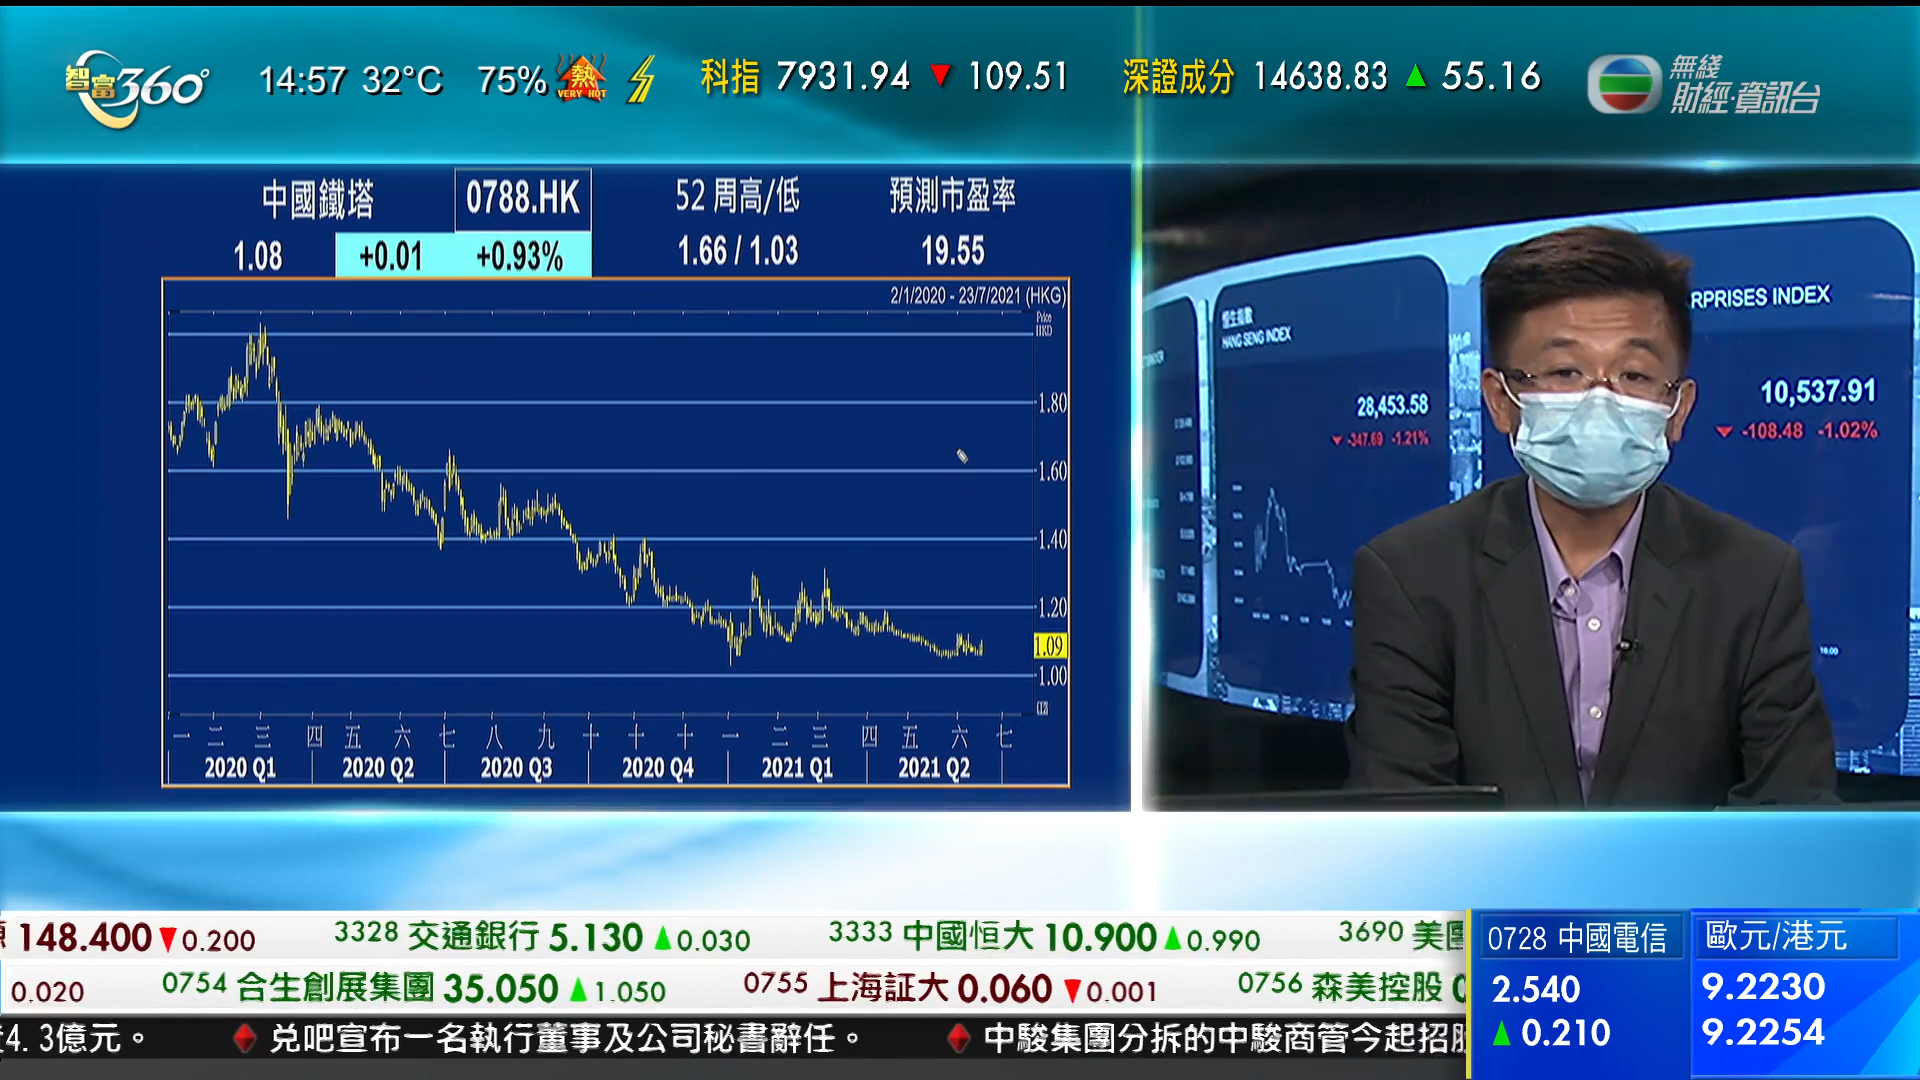 智富360°
14:57 32°C 75% 熱 VERY HOT
科指 7931.94 ▼ 109.51
深證成分 14638.83 ▲ 55.16
無綫
財經·資訊台
中國鐵塔 0788.HK 52 周高/低 預測市盈率
1.08 +0.01 +0.93% 1.66 / 1.03 19.55
2/1/2020 - 23/7/2021 (HKG)
Price
HKD
1.80
1.60
1.40
1.20
1.09
1.00
一 二 三 四 五 六 七 八 九 十 十 十 一 二 三 四 五 六 七
2020 Q1 2020 Q2 2020 Q3 2020 Q4 2021 Q1 2021 Q2
恒生指數
HANG SENG INDEX
28,453.58
▼ -347.69 -1.21%
RPRISES INDEX
10,537.91
▼ -108.48 -1.02%
148.400 ▼ 0.200 3328 交通銀行 5.130 ▲ 0.030 3333 中國恒大 10.900 ▲ 0.990 3690 美團
0.020 0754 合生創展集團 35.050 ▲ 1.050 0755 上海証大 0.060 ▼ 0.001 0756 森美控股
4.3億元。 ◆ 兑吧宣布一名執行董事及公司秘書辭任。 ◆ 中駿集團分拆的中駿商管今起招股
0728 中國電信
2.540
▲ 0.210
歐元/港元
9.2230
9.2254